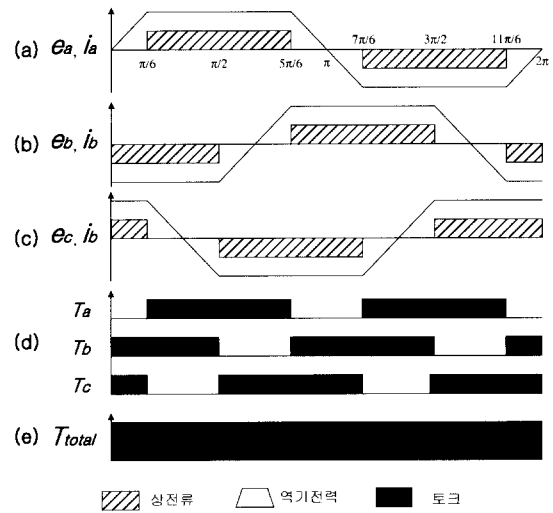 (a) ea, ia
π/6 π/2 5π/6 π 7π/6 3π/2 11π/6 2π
(b) eb, ib
(c) ec, ib
Ta
(d) Tb
Tc
(e) Ttotal
상전류 역기전력 토크